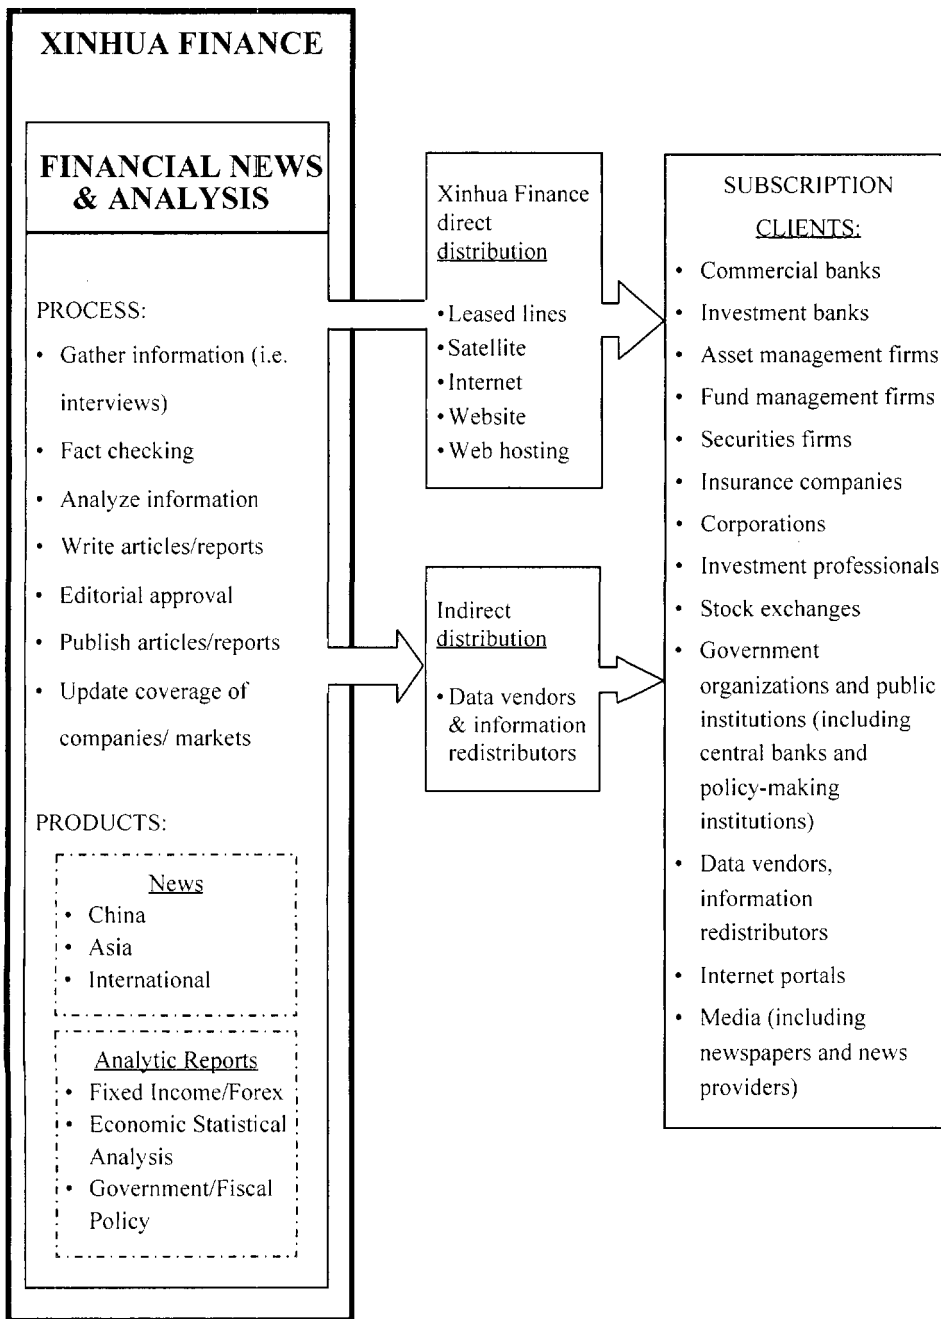 XINHUA FINANCE
FINANCIAL NEWS
& ANALYSIS
PROCESS:
• Gather information (i.e.
interviews)
• Fact checking
• Analyze information
• Write articles/reports
• Editorial approval
• Publish articles/reports
• Update coverage of
companies/ markets
PRODUCTS:
News
• China
• Asia
• International
Analytic Reports
• Fixed Income/Forex
• Economic Statistical
Analysis
• Government/Fiscal
Policy
Xinhua Finance
direct
distribution
• Leased lines
• Satellite
• Internet
• Website
• Web hosting
Indirect
distribution
• Data vendors
& information
redistributors
SUBSCRIPTION
CLIENTS:
• Commercial banks
• Investment banks
• Asset management firms
• Fund management firms
• Securities firms
• Insurance companies
• Corporations
• Investment professionals
• Stock exchanges
• Government
organizations and public
institutions (including
central banks and
policy-making
institutions)
• Data vendors,
information
redistributors
• Internet portals
• Media (including
newspapers and news
providers)